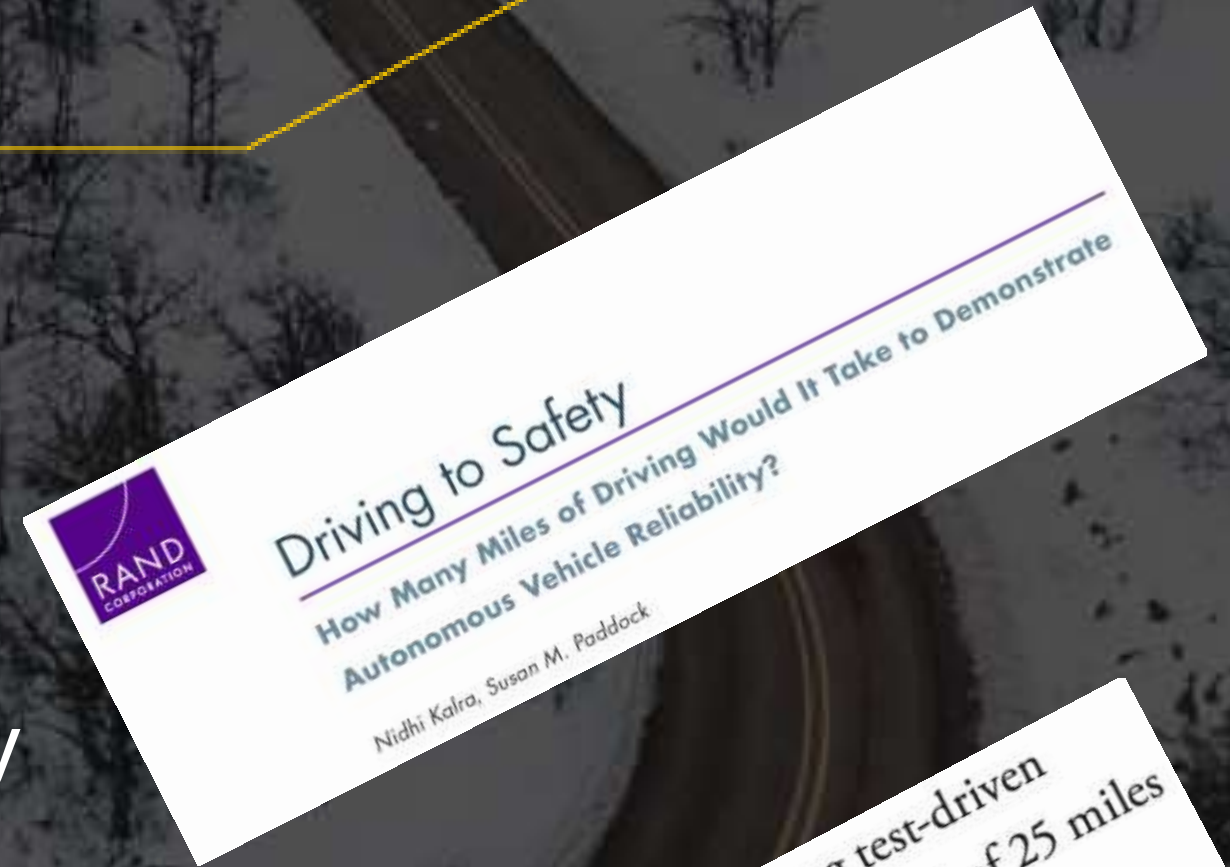 RAND
CORPORATION
Driving to Safety
How Many Miles of Driving Would It Take to Demonstrate
Autonomous Vehicle Reliability?
Nidhi Kalra, Susan M. Paddock
test-driven
of 25 miles